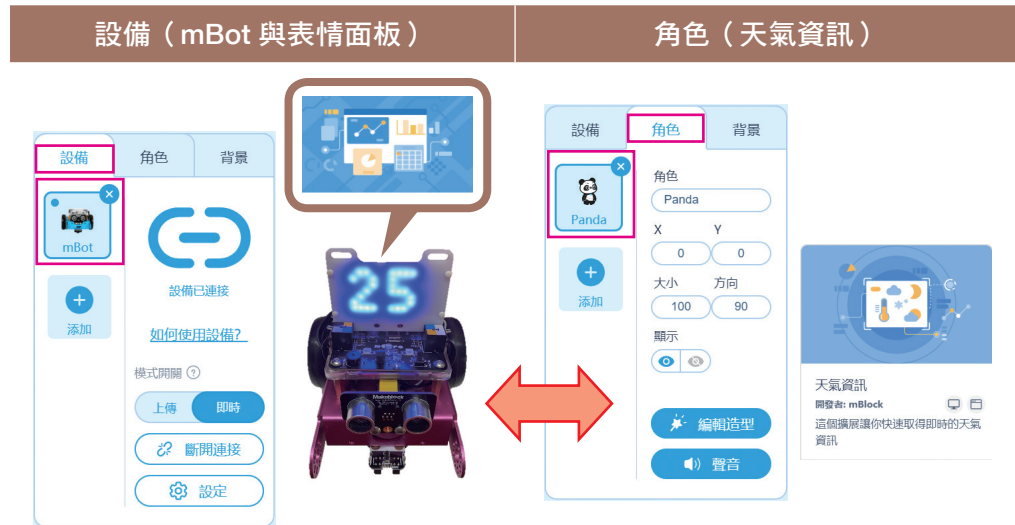 設備（mBot 與表情面板）
角色（天氣資訊）
設備
角色
背景
mBot
添加
設備已連接
如何使用設備?
模式開關 ?
上傳
即時
斷開連接
設定
25
Makeblock
設備
角色
背景
Panda
添加
角色
Panda
X
Y
0
0
大小
方向
100
90
顯示
編輯造型
聲音
天氣資訊
開發者: mBlock
這個擴展讓你快速取得即時的天氣
資訊